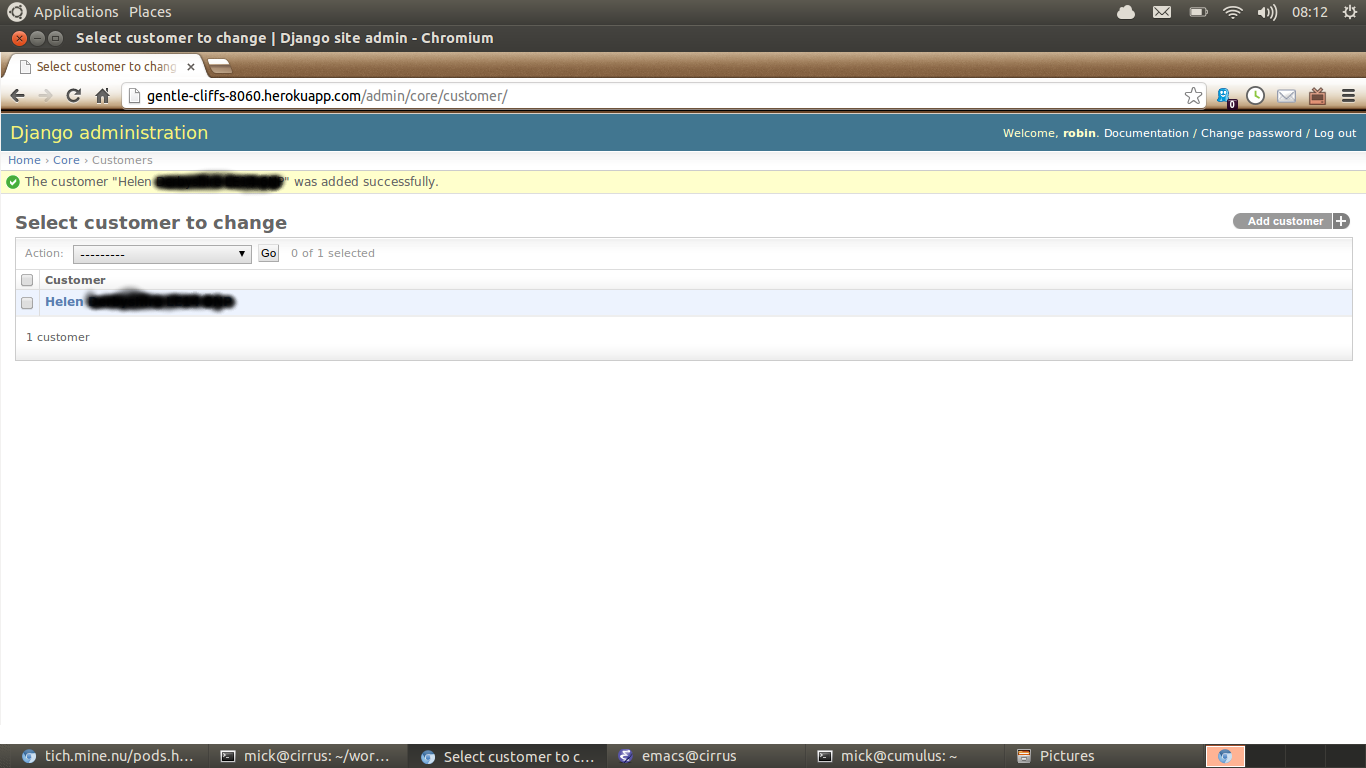 Applications Places
08:12
Select customer to change | Django site admin - Chromium
Select customer to chang
gentle-cliffs-8060.herokuapp.com/admin/core/customer/
0
Django administration
Welcome, robin. Documentation / Change password / Log out
Home › Core › Customers
The customer "Helen " was added successfully.
Select customer to change
Add customer
Action: --------- Go 0 of 1 selected
Customer
Helen
1 customer
tich.mine.nu/pods.h... mick@cirrus: ~/wor... Select customer to c... emacs@cirrus mick@cumulus: ~ Pictures